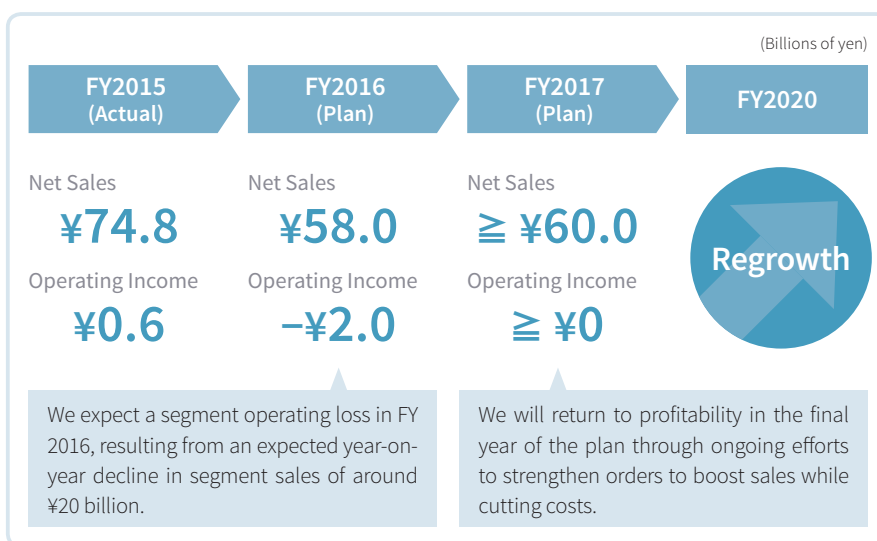 (Billions of yen)
FY2015
(Actual)
FY2016
(Plan)
FY2017
(Plan)
FY2020
Net Sales
¥74.8
Operating Income
¥0.6
Net Sales
¥58.0
Operating Income
–¥2.0
Net Sales
≧ ¥60.0
Operating Income
≧ ¥0
Regrowth
We expect a segment operating loss in FY
2016, resulting from an expected year-on-
year decline in segment sales of around
¥20 billion.
We will return to profitability in the final
year of the plan through ongoing efforts
to strengthen orders to boost sales while
cutting costs.